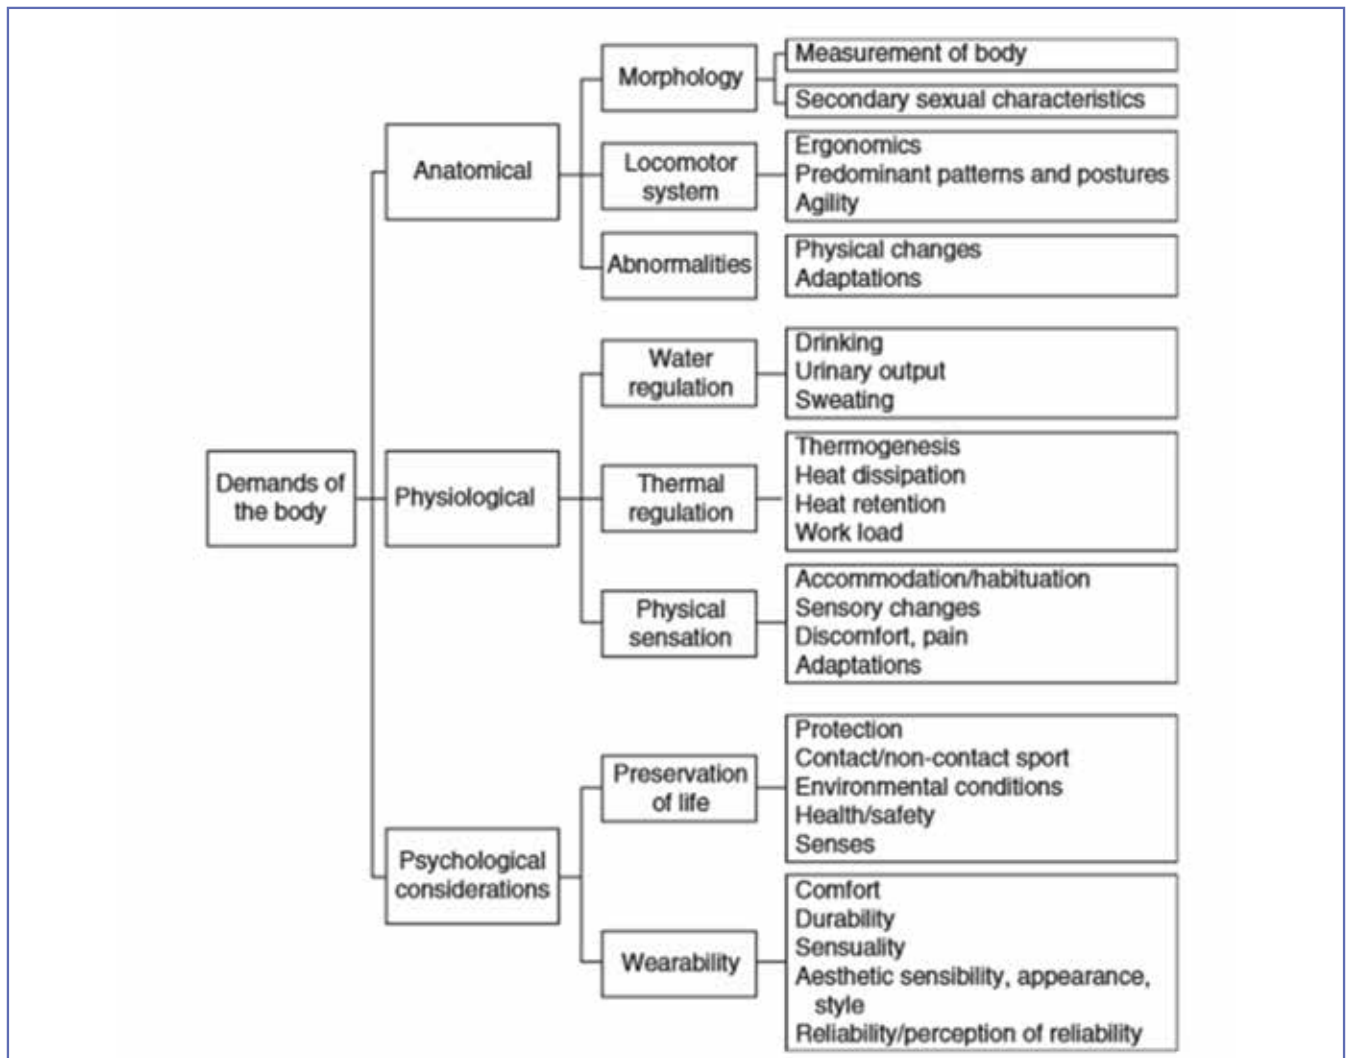 Demands of
the body
Anatomical
Morphology
Measurement of body
Secondary sexual characteristics
Locomotor
system
Ergonomics
Predominant patterns and postures
Agility
Abnormalities
Physical changes
Adaptations
Physiological
Water
regulation
Drinking
Urinary output
Sweating
Thermal
regulation
Thermogenesis
Heat dissipation
Heat retention
Work load
Physical
sensation
Accommodation/habituation
Sensory changes
Discomfort, pain
Adaptations
Psychological
considerations
Preservation
of life
Protection
Contact/non-contact sport
Environmental conditions
Health/safety
Senses
Wearability
Comfort
Durability
Sensuality
Aesthetic sensibility, appearance,
style
Reliability/perception of reliability